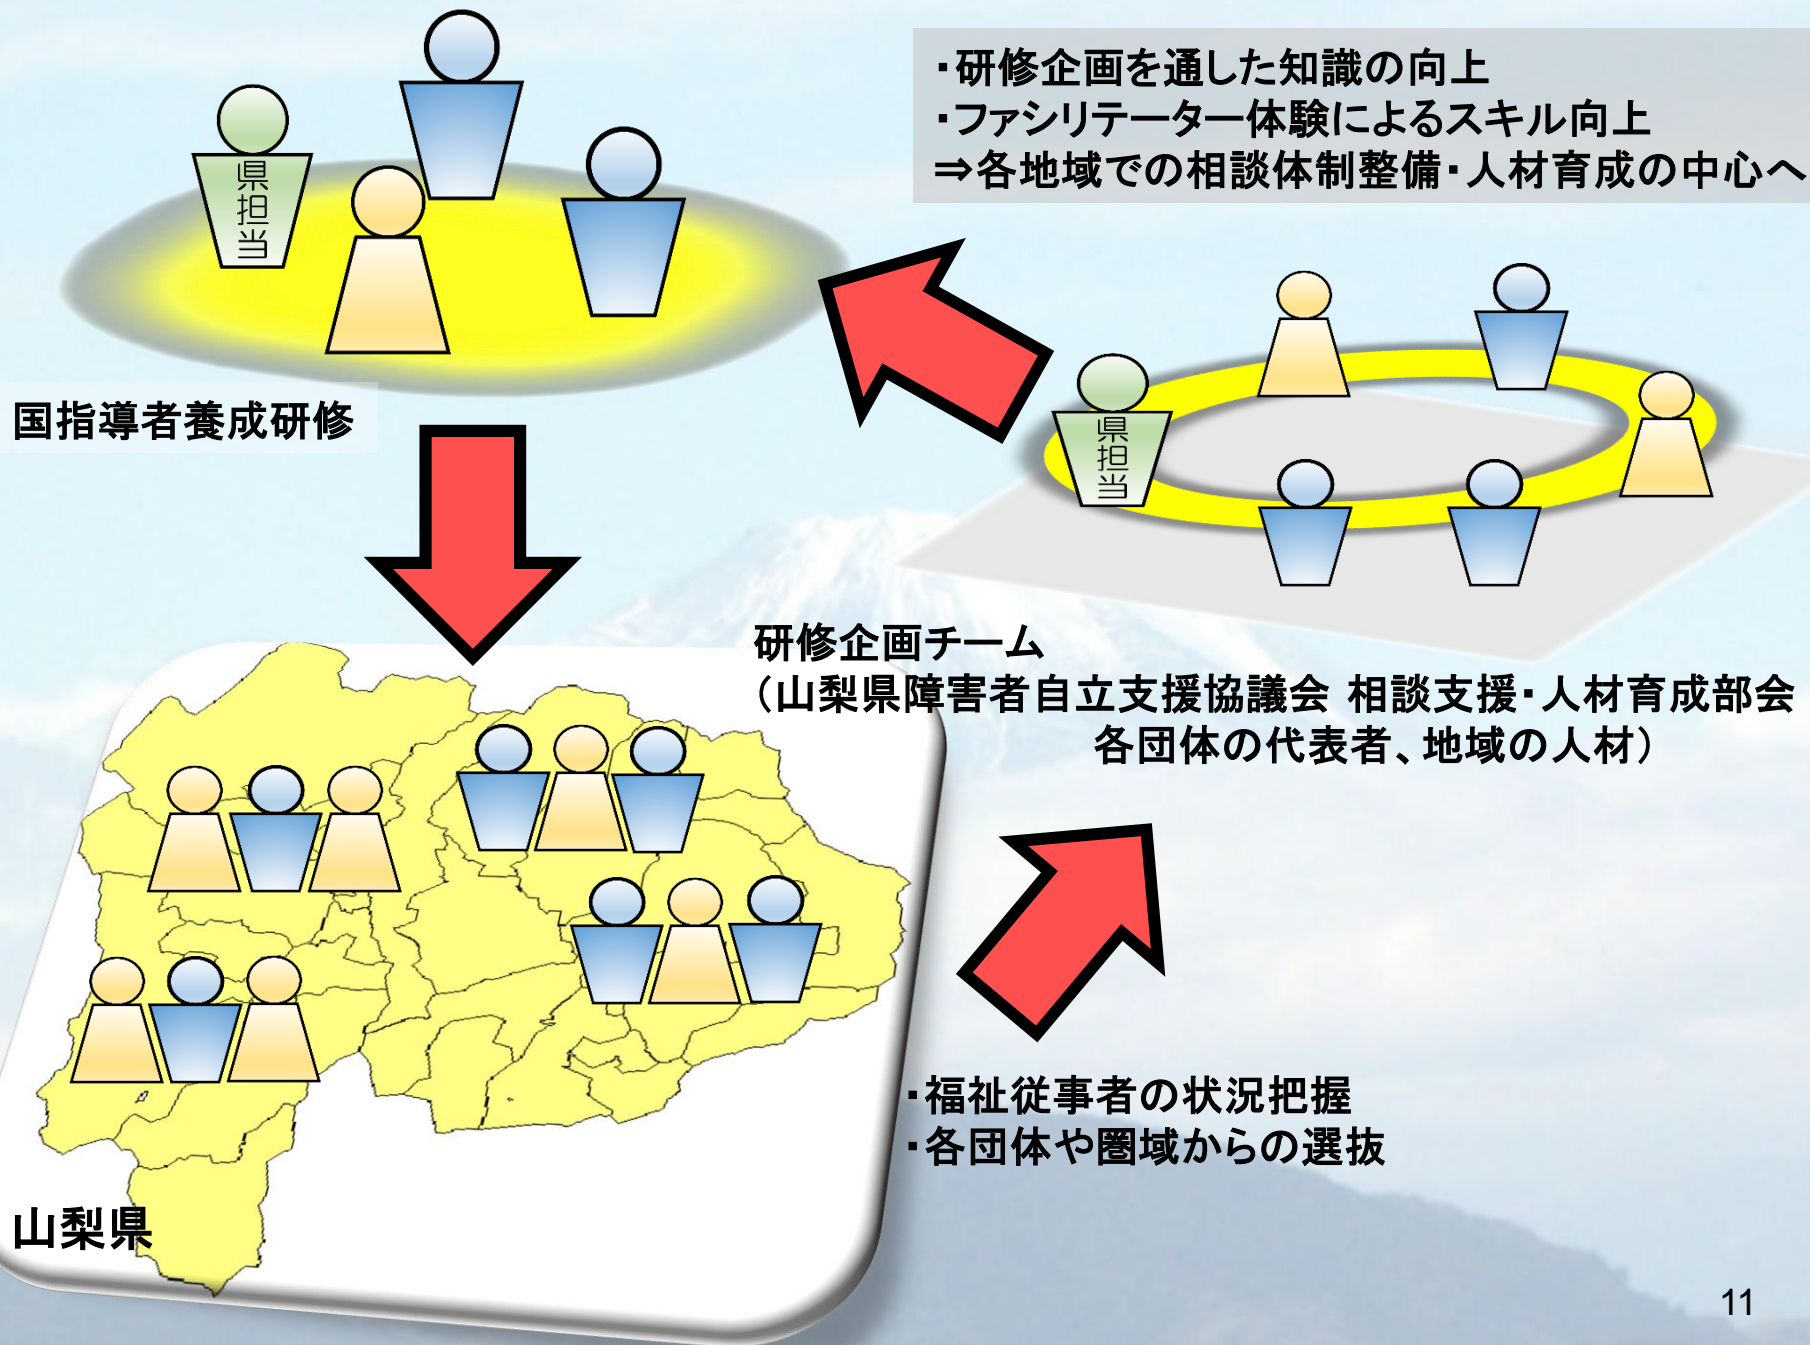 ・研修企画を通した知識の向上
・ファシリテーター体験によるスキル向上
⇒各地域での相談体制整備・人材育成の中心へ
県担当
国指導者養成研修
県担当
研修企画チーム
（山梨県障害者自立支援協議会 相談支援・人材育成部会
各団体の代表者、地域の人材）
・福祉従事者の状況把握
・各団体や圏域からの選抜
山梨県
11